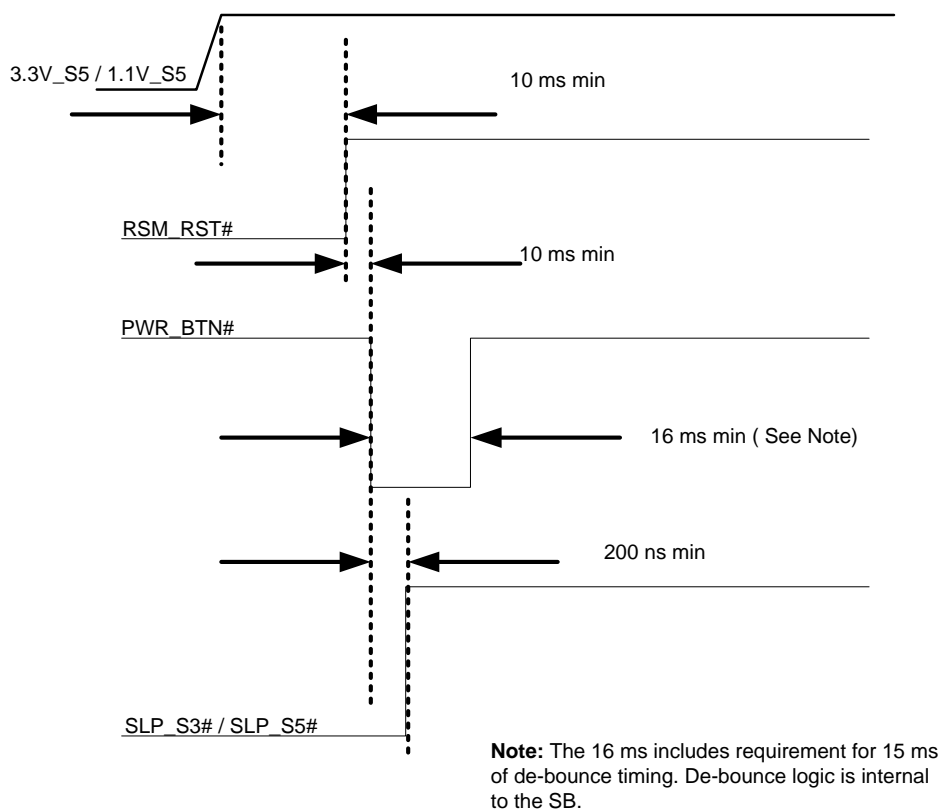 3.3V_S5 / 1.1V_S5
10 ms min
RSM_RST#
10 ms min
PWR_BTN#
16 ms min ( See Note)
200 ns min
SLP_S3# / SLP_S5#
Note: The 16 ms includes requirement for 15 ms
of de-bounce timing. De-bounce logic is internal
to the SB.